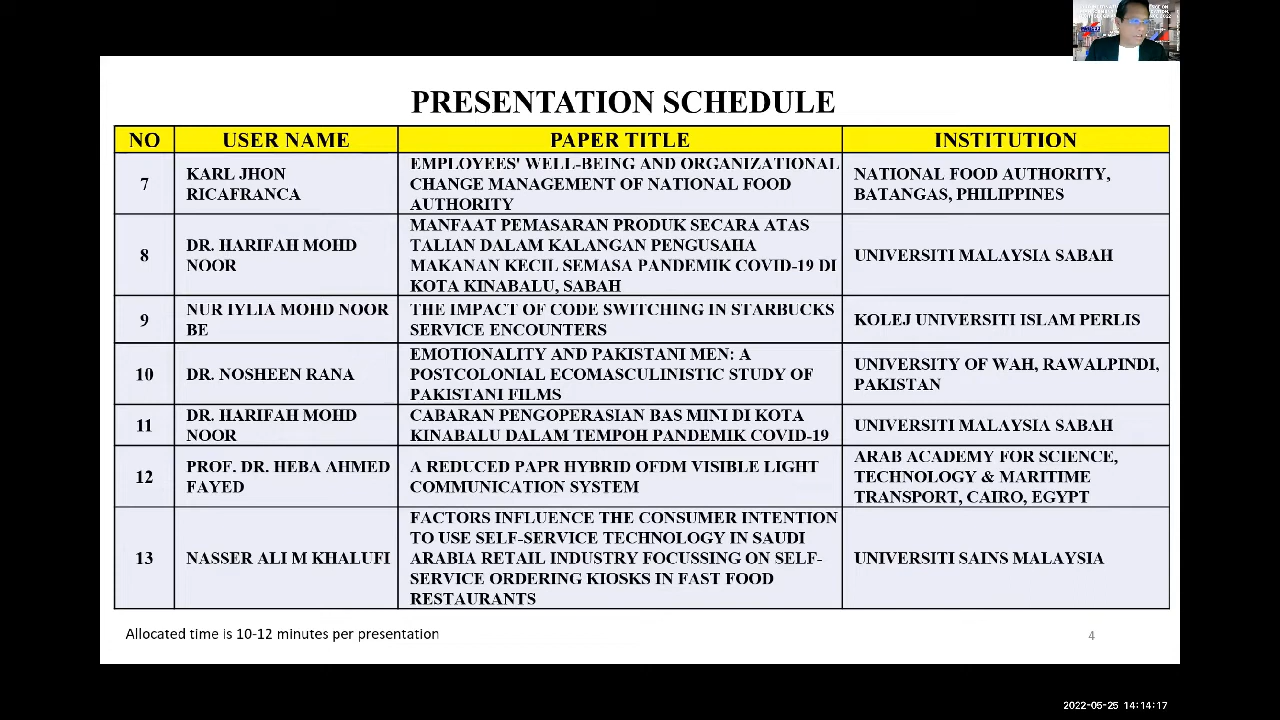 PRESENTATION SCHEDULE
NO USER NAME PAPER TITLE INSTITUTION
7
KARL JHON
RICAFRANCA
EMPLOYEES' WELL-BEING AND ORGANIZATIONAL
CHANGE MANAGEMENT OF NATIONAL FOOD
AUTHORITY
NATIONAL FOOD AUTHORITY,
BATANGAS, PHILIPPINES
8
DR. HARIFAH MOHD
NOOR
MANFAAT PEMASARAN PRODUK SECARA ATAS
TALIAN DALAM KALANGAN PENGUSAHA
MAKANAN KECIL SEMASA PANDEMIK COVID-19 DI
KOTA KINABALU, SABAH
UNIVERSITI MALAYSIA SABAH
9
NUR IYLIA MOHD NOOR
BE
THE IMPACT OF CODE SWITCHING IN STARBUCKS
SERVICE ENCOUNTERS
KOLEJ UNIVERSITI ISLAM PERLIS
10
DR. NOSHEEN RANA
EMOTIONALITY AND PAKISTANI MEN: A
POSTCOLONIAL ECOMASCULINISTIC STUDY OF
PAKISTANI FILMS
UNIVERSITY OF WAH, RAWALPINDI,
PAKISTAN
11
DR. HARIFAH MOHD
NOOR
CABARAN PENGOPERASIAN BAS MINI DI KOTA
KINABALU DALAM TEMPOH PANDEMIK COVID-19
UNIVERSITI MALAYSIA SABAH
12
PROF. DR. HEBA AHMED
FAYED
A REDUCED PAPR HYBRID OFDM VISIBLE LIGHT
COMMUNICATION SYSTEM
ARAB ACADEMY FOR SCIENCE,
TECHNOLOGY & MARITIME
TRANSPORT, CAIRO, EGYPT
13
NASSER ALI M KHALUFI
FACTORS INFLUENCE THE CONSUMER INTENTION
TO USE SELF-SERVICE TECHNOLOGY IN SAUDI
ARABIA RETAIL INDUSTRY FOCUSSING ON SELF-
SERVICE ORDERING KIOSKS IN FAST FOOD
RESTAURANTS
UNIVERSITI SAINS MALAYSIA
Allocated time is 10-12 minutes per presentation
4
2022-05-25 14:14:17